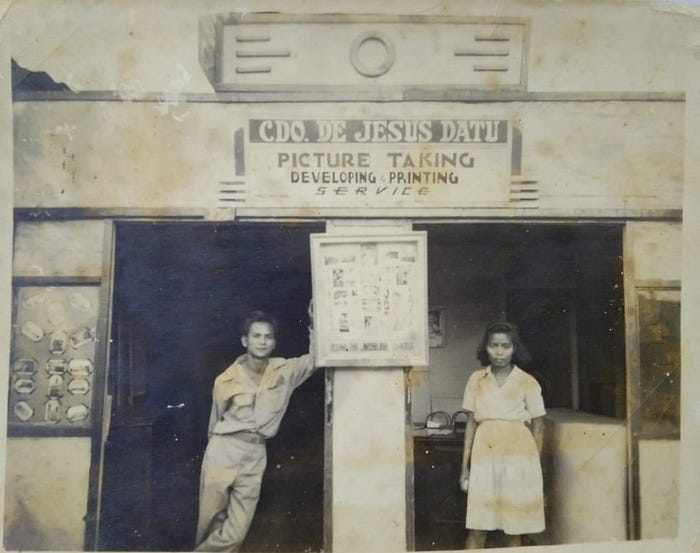 CDO. DE JESUS DATU
PICTURE TAKING
DEVELOPING & PRINTING
SERVICE